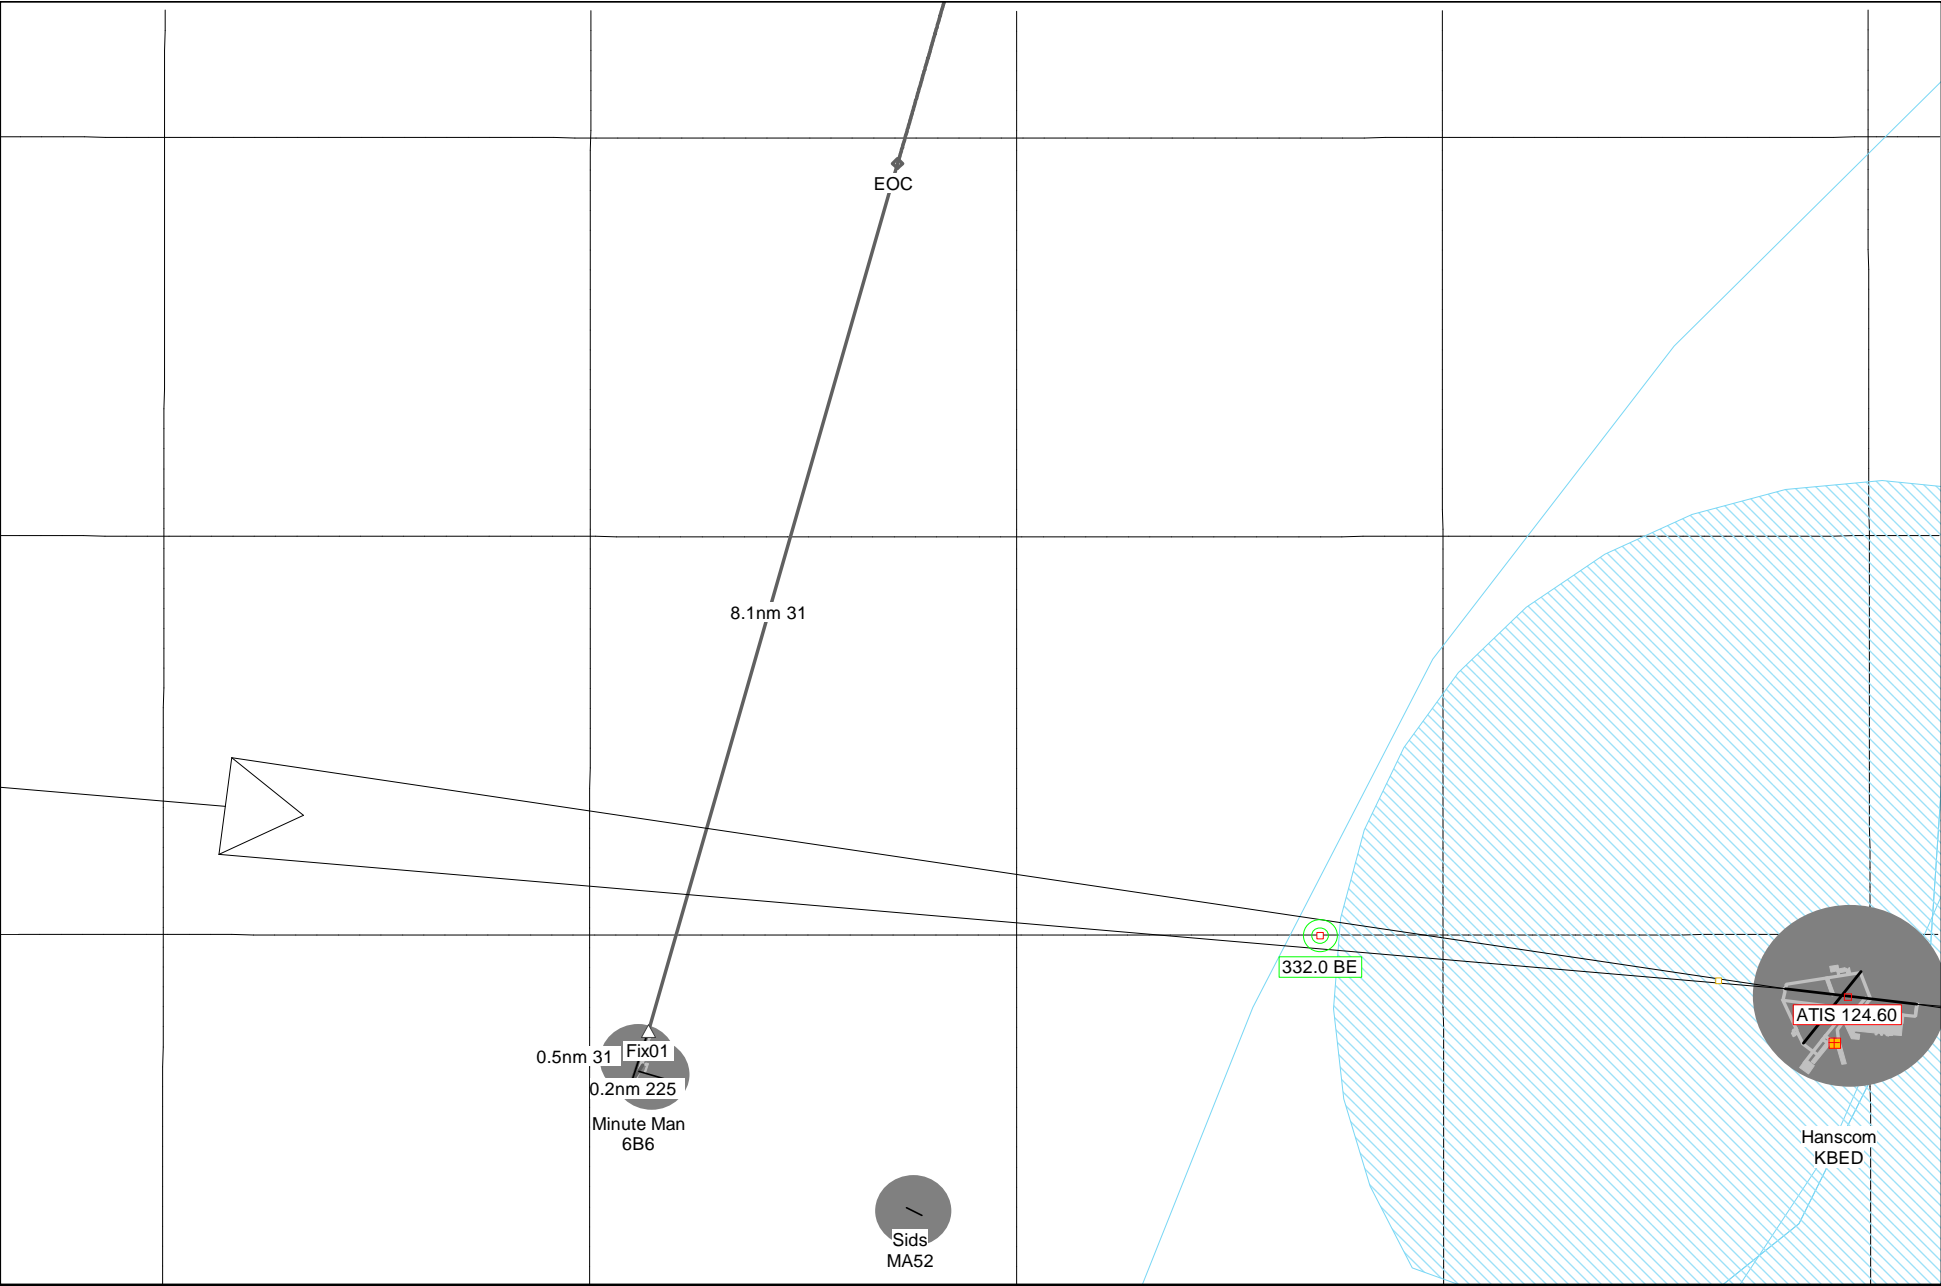 EOC
8.1nm 31
332.0 BE
ATIS 124.60
0.5nm 31
Fix01
0.2nm 225
Minute Man
6B6
Hanscom
KBED
Sids
MA52